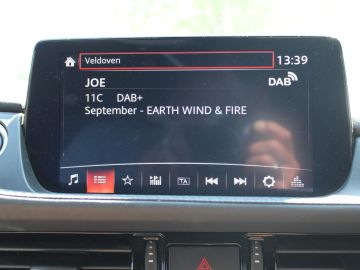 Veldoven 13:39
JOE DAB
11C DAB+
September - EARTH WIND & FIRE
TA